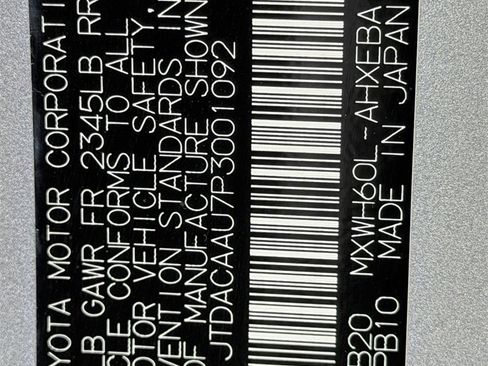 YOTA MOTOR CORPORATI
LB GAWR FR 2345LB RR
CLE CONFORMS TO ALL
OTOR VEHICLE SAFETY,
VENTION STANDARDS IN
OF MANUFACTURE SHOWN
JTDACAAU7P3001092
B20 MXWH60L-AHXEBA
PB10 MADE IN JAPAN